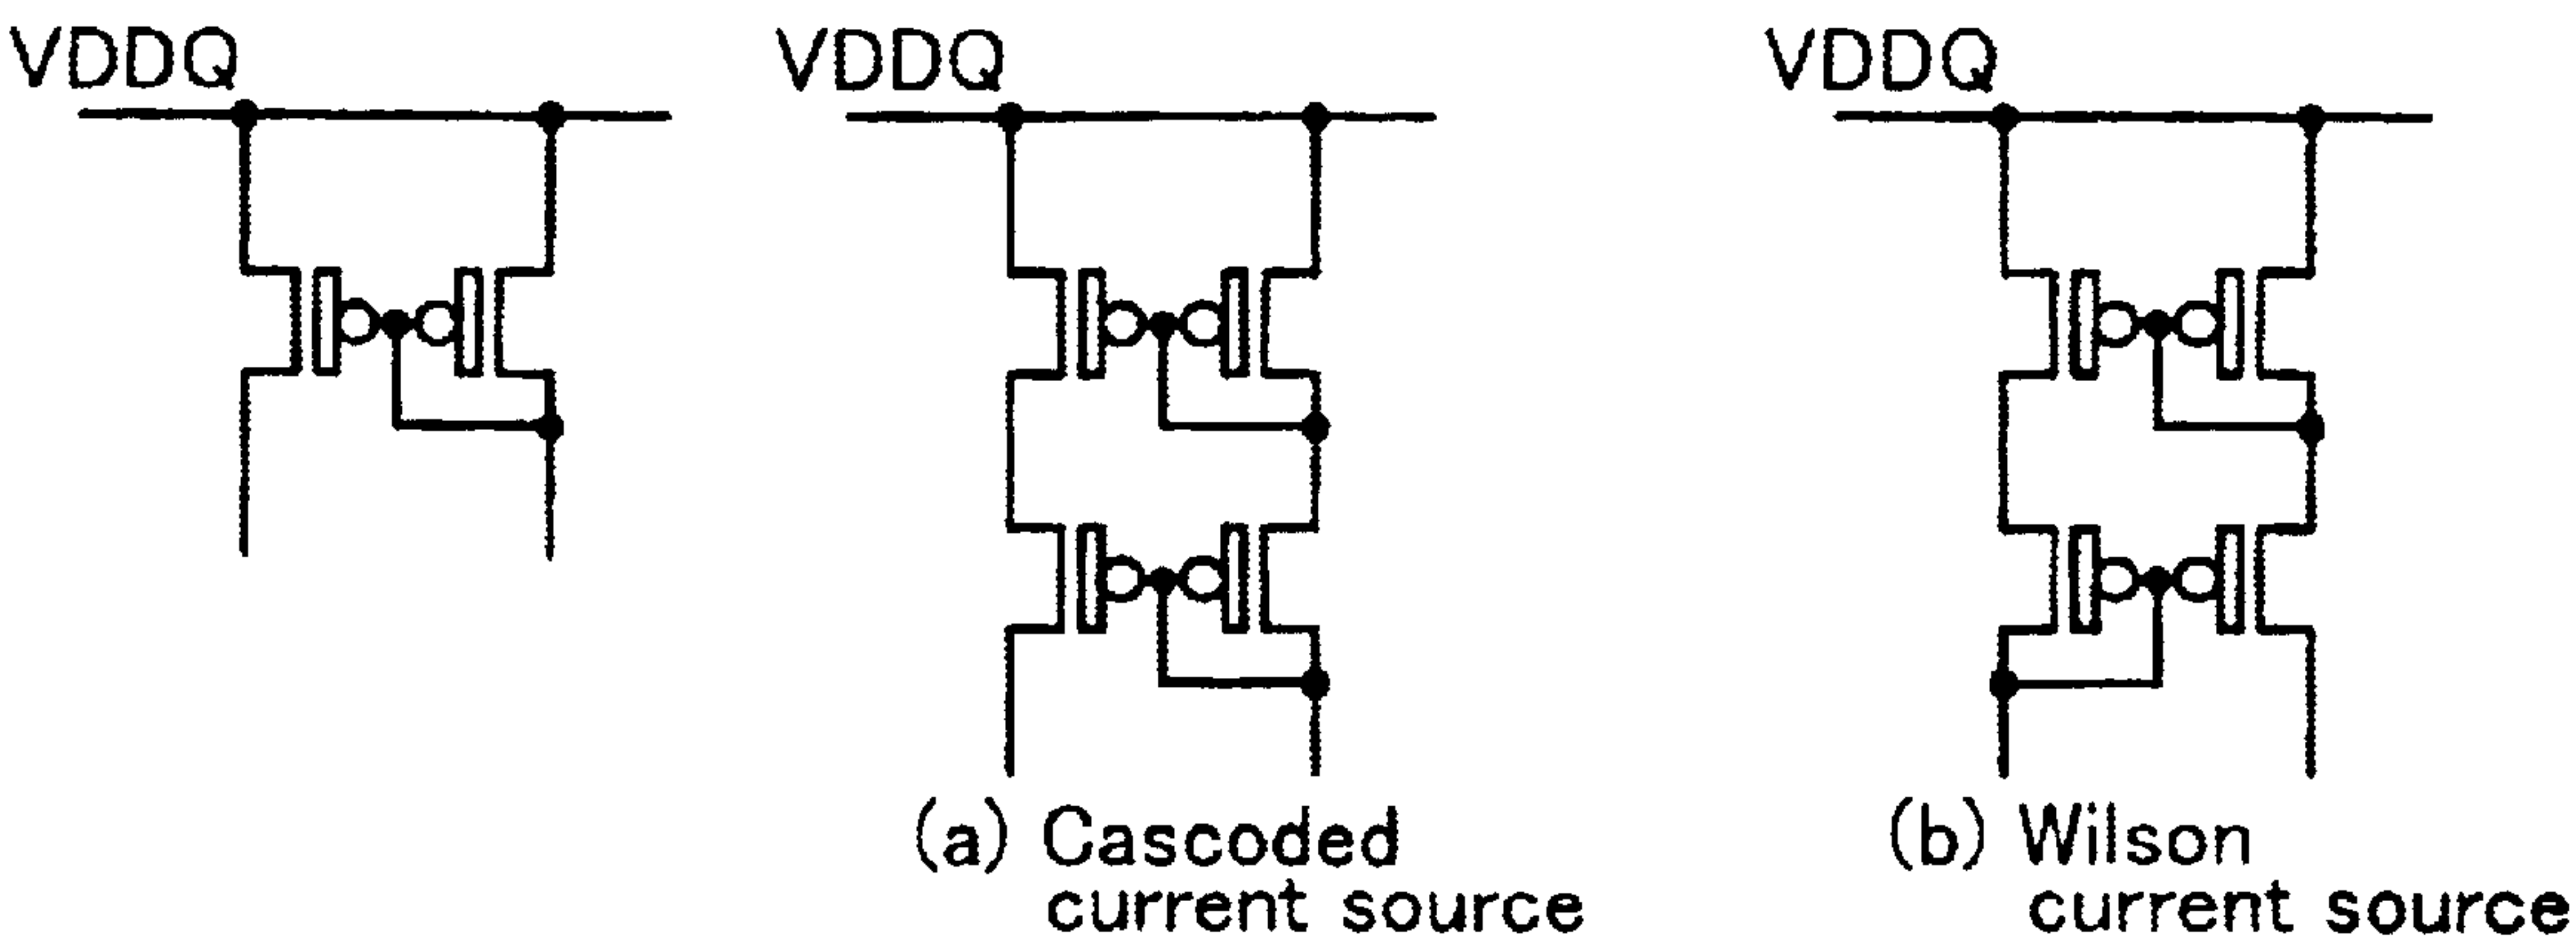 VDDQ
VDDQ
VDDQ
(a) Cascoded
current source
(b) Wilson
current source